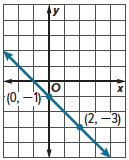 y
O
x
(0, −1)
(2, −3)